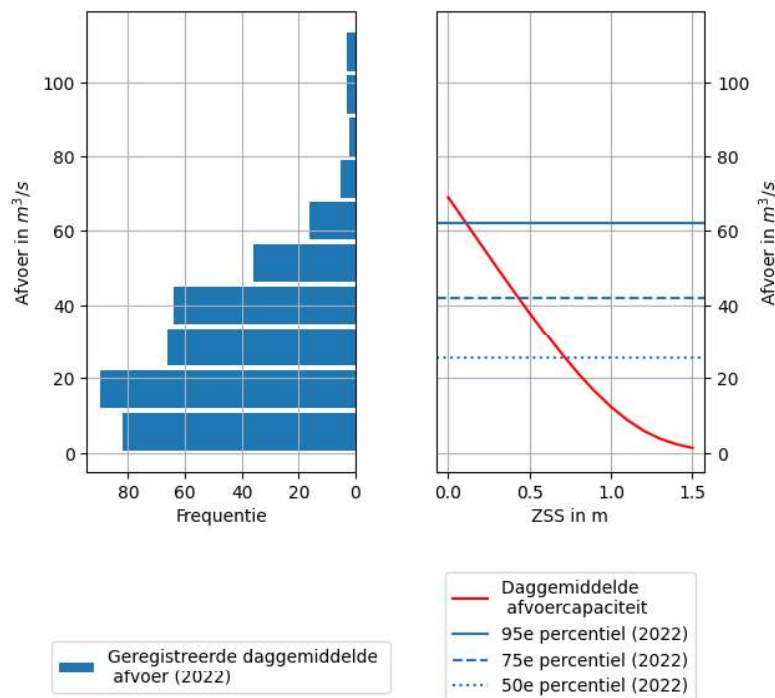 Afvoer in m³/s
100
80
60
40
20
0
80
60
40
20
0
Frequentie
Geregistreerde daggemiddelde
afvoer (2022)
100
80
60
40
20
0
Afvoer in m³/s
0.0
0.5
1.0
1.5
ZSS in m
Daggemiddelde
afvoercapaciteit
95e percentiel (2022)
75e percentiel (2022)
50e percentiel (2022)